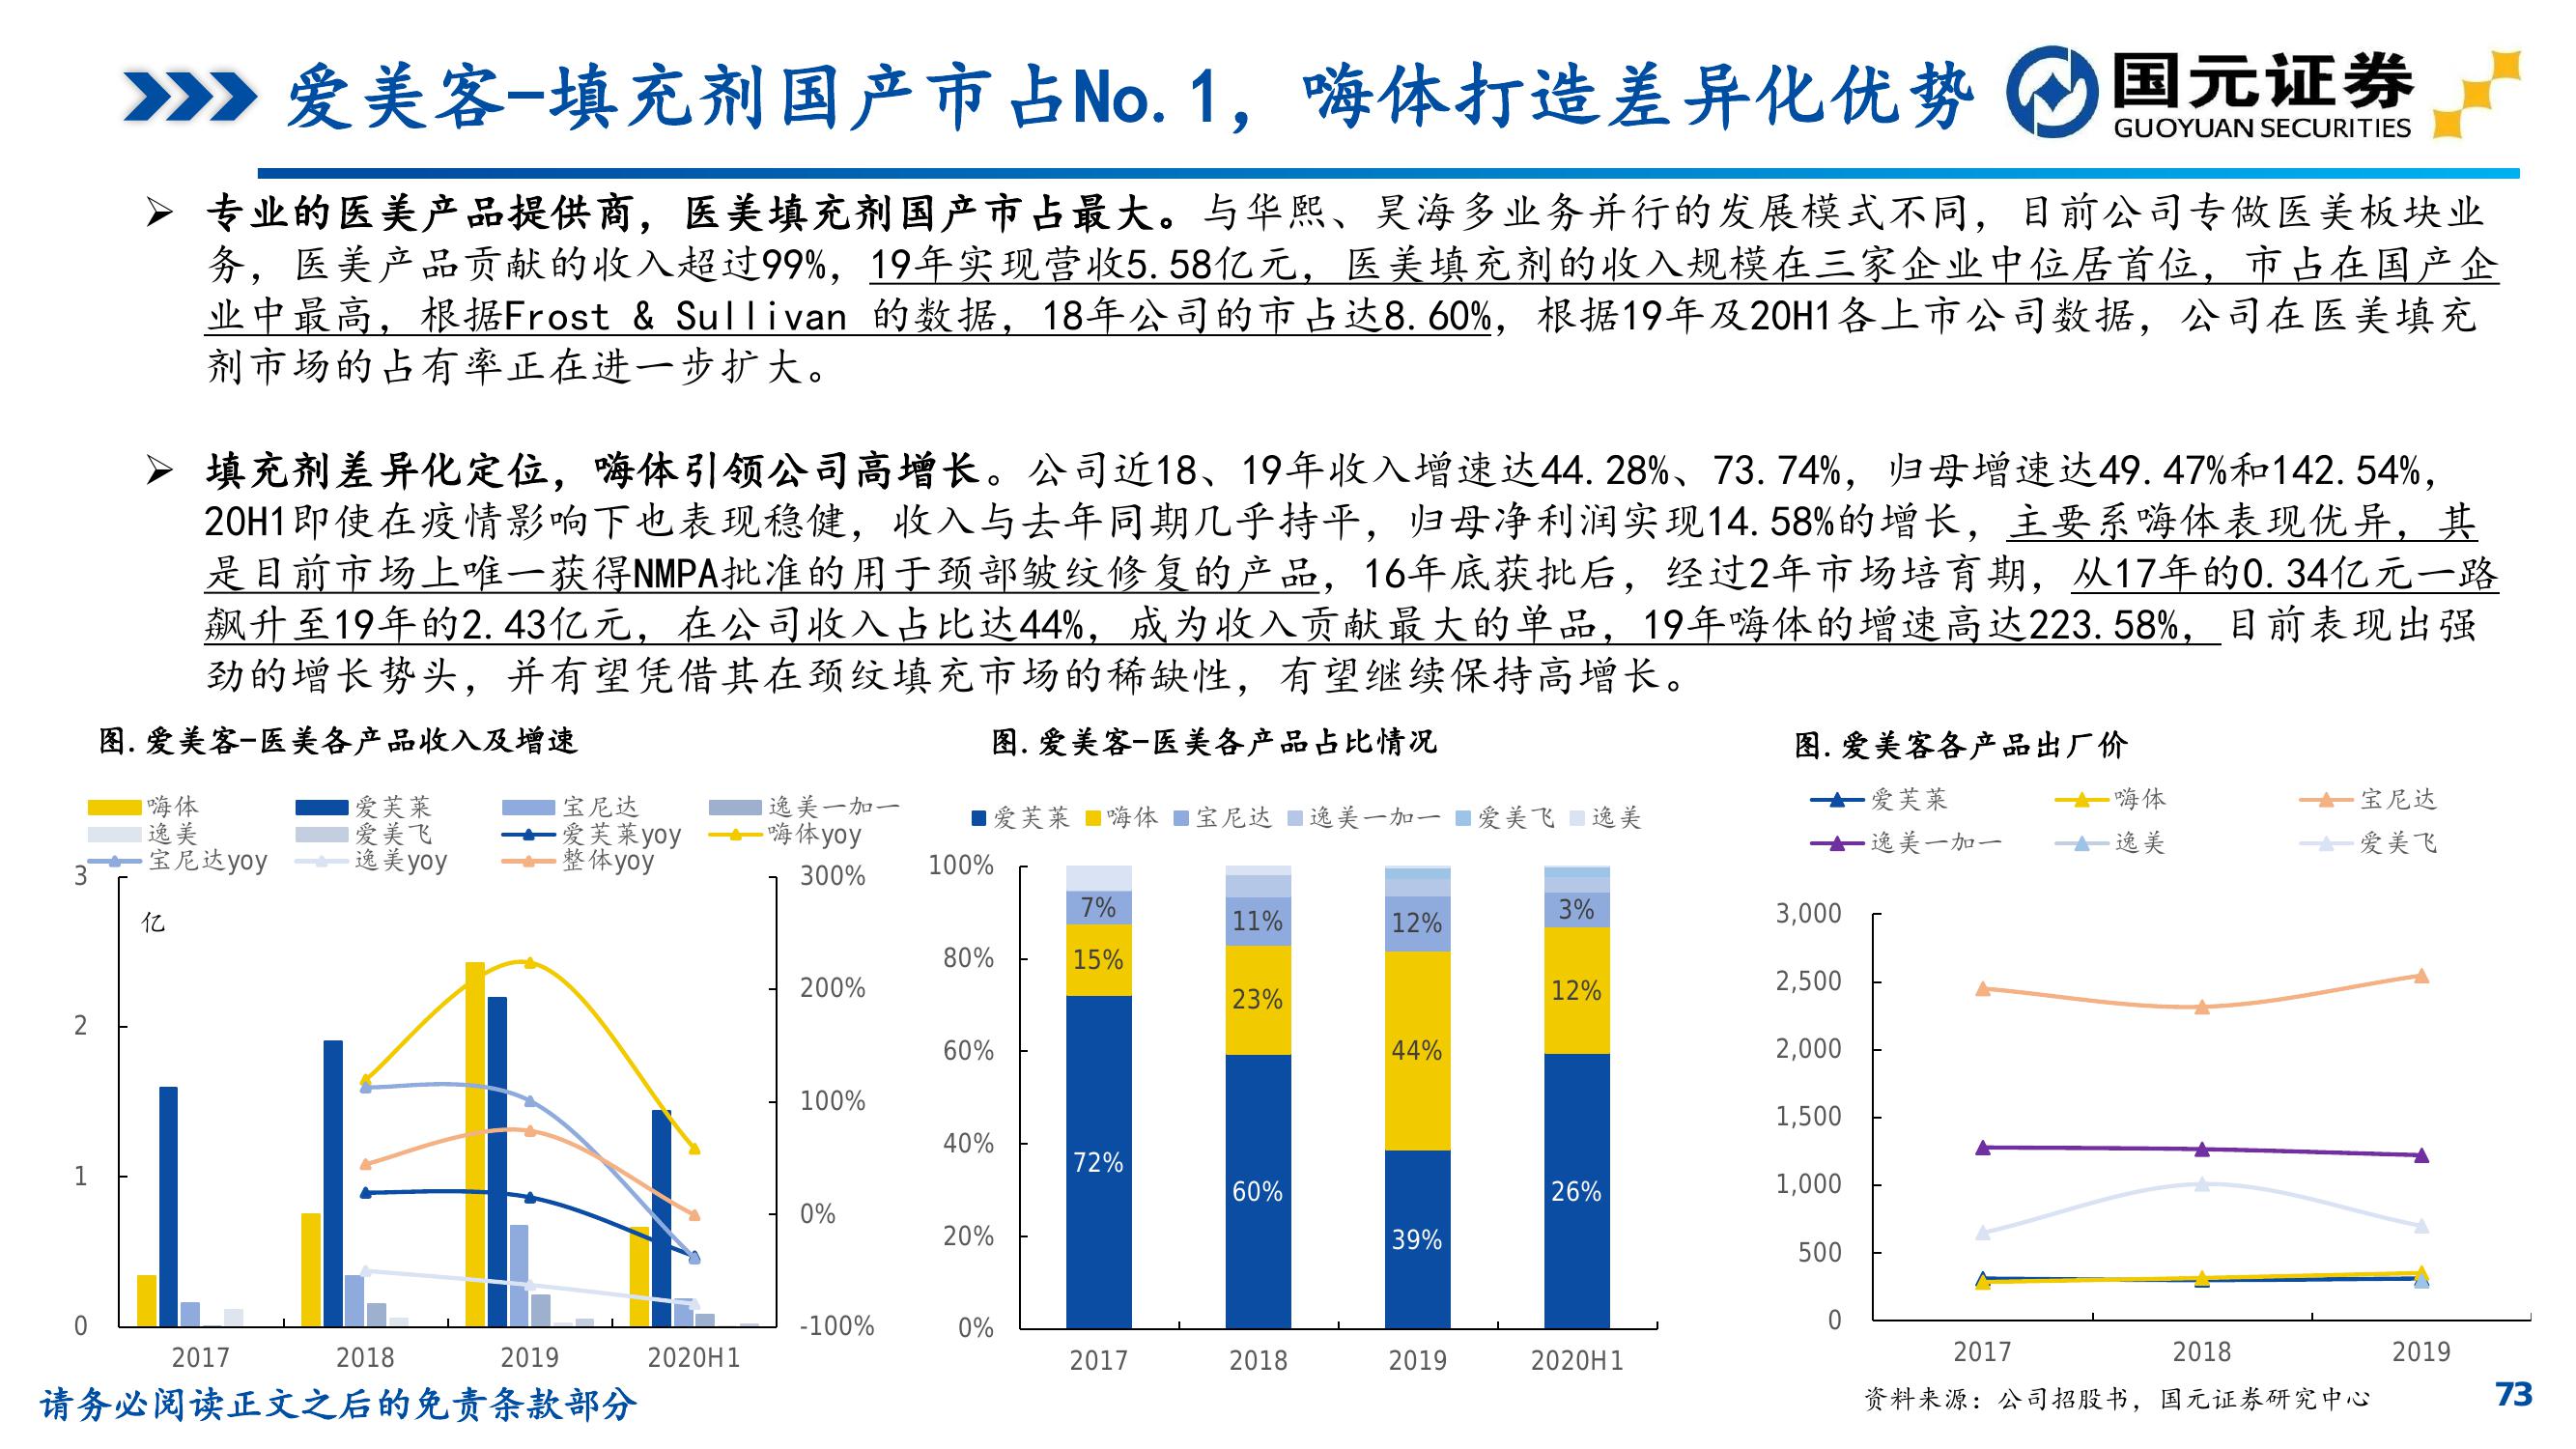 爱美客-填充剂国产市占No.1，嗨体打造差异化优势
国元证券
GUOYUAN SECURITIES
➢ 专业的医美产品提供商，医美填充剂国产市占最大。与华熙、昊海多业务并行的发展模式不同，目前公司专做医美板块业
务，医美产品贡献的收入超过99%，19年实现营收5.58亿元，医美填充剂的收入规模在三家企业中位居首位，市占在国产企
业中最高，根据Frost & Sullivan 的数据，18年公司的市占达8.60%，根据19年及20H1各上市公司数据，公司在医美填充
剂市场的占有率正在进一步扩大。
➢ 填充剂差异化定位，嗨体引领公司高增长。公司近18、19年收入增速达44.28%、73.74%，归母增速达49.47%和142.54%，
20H1即使在疫情影响下也表现稳健，收入与去年同期几乎持平，归母净利润实现14.58%的增长，主要系嗨体表现优异，其
是目前市场上唯一获得NMPA批准的用于颈部皱纹修复的产品，16年底获批后，经过2年市场培育期，从17年的0.34亿元一路
飙升至19年的2.43亿元，在公司收入占比达44%，成为收入贡献最大的单品，19年嗨体的增速高达223.58%，目前表现出强
劲的增长势头，并有望凭借其在颈纹填充市场的稀缺性，有望继续保持高增长。
图.爱美客-医美各产品收入及增速
嗨体 爱芙莱 宝尼达 逸美一加一
逸美 爱美飞 爱芙莱yoy 嗨体yoy
宝尼达yoy 逸美yoy 整体yoy
3 300%
亿
200%
2
100%
1
0%
0 -100%
2017 2018 2019 2020H1
图.爱美客-医美各产品占比情况
爱芙莱 嗨体 宝尼达 逸美一加一 爱美飞 逸美
100%
7% 11% 12% 3%
80%
15% 23% 44% 12%
60%
40%
72% 60% 39% 26%
20%
0%
2017 2018 2019 2020H1
图.爱美客各产品出厂价
爱芙莱 嗨体 宝尼达
逸美一加一 逸美 爱美飞
3,000
2,500
2,000
1,500
1,000
500
0
2017 2018 2019
请务必阅读正文之后的免责条款部分
资料来源：公司招股书，国元证券研究中心
73